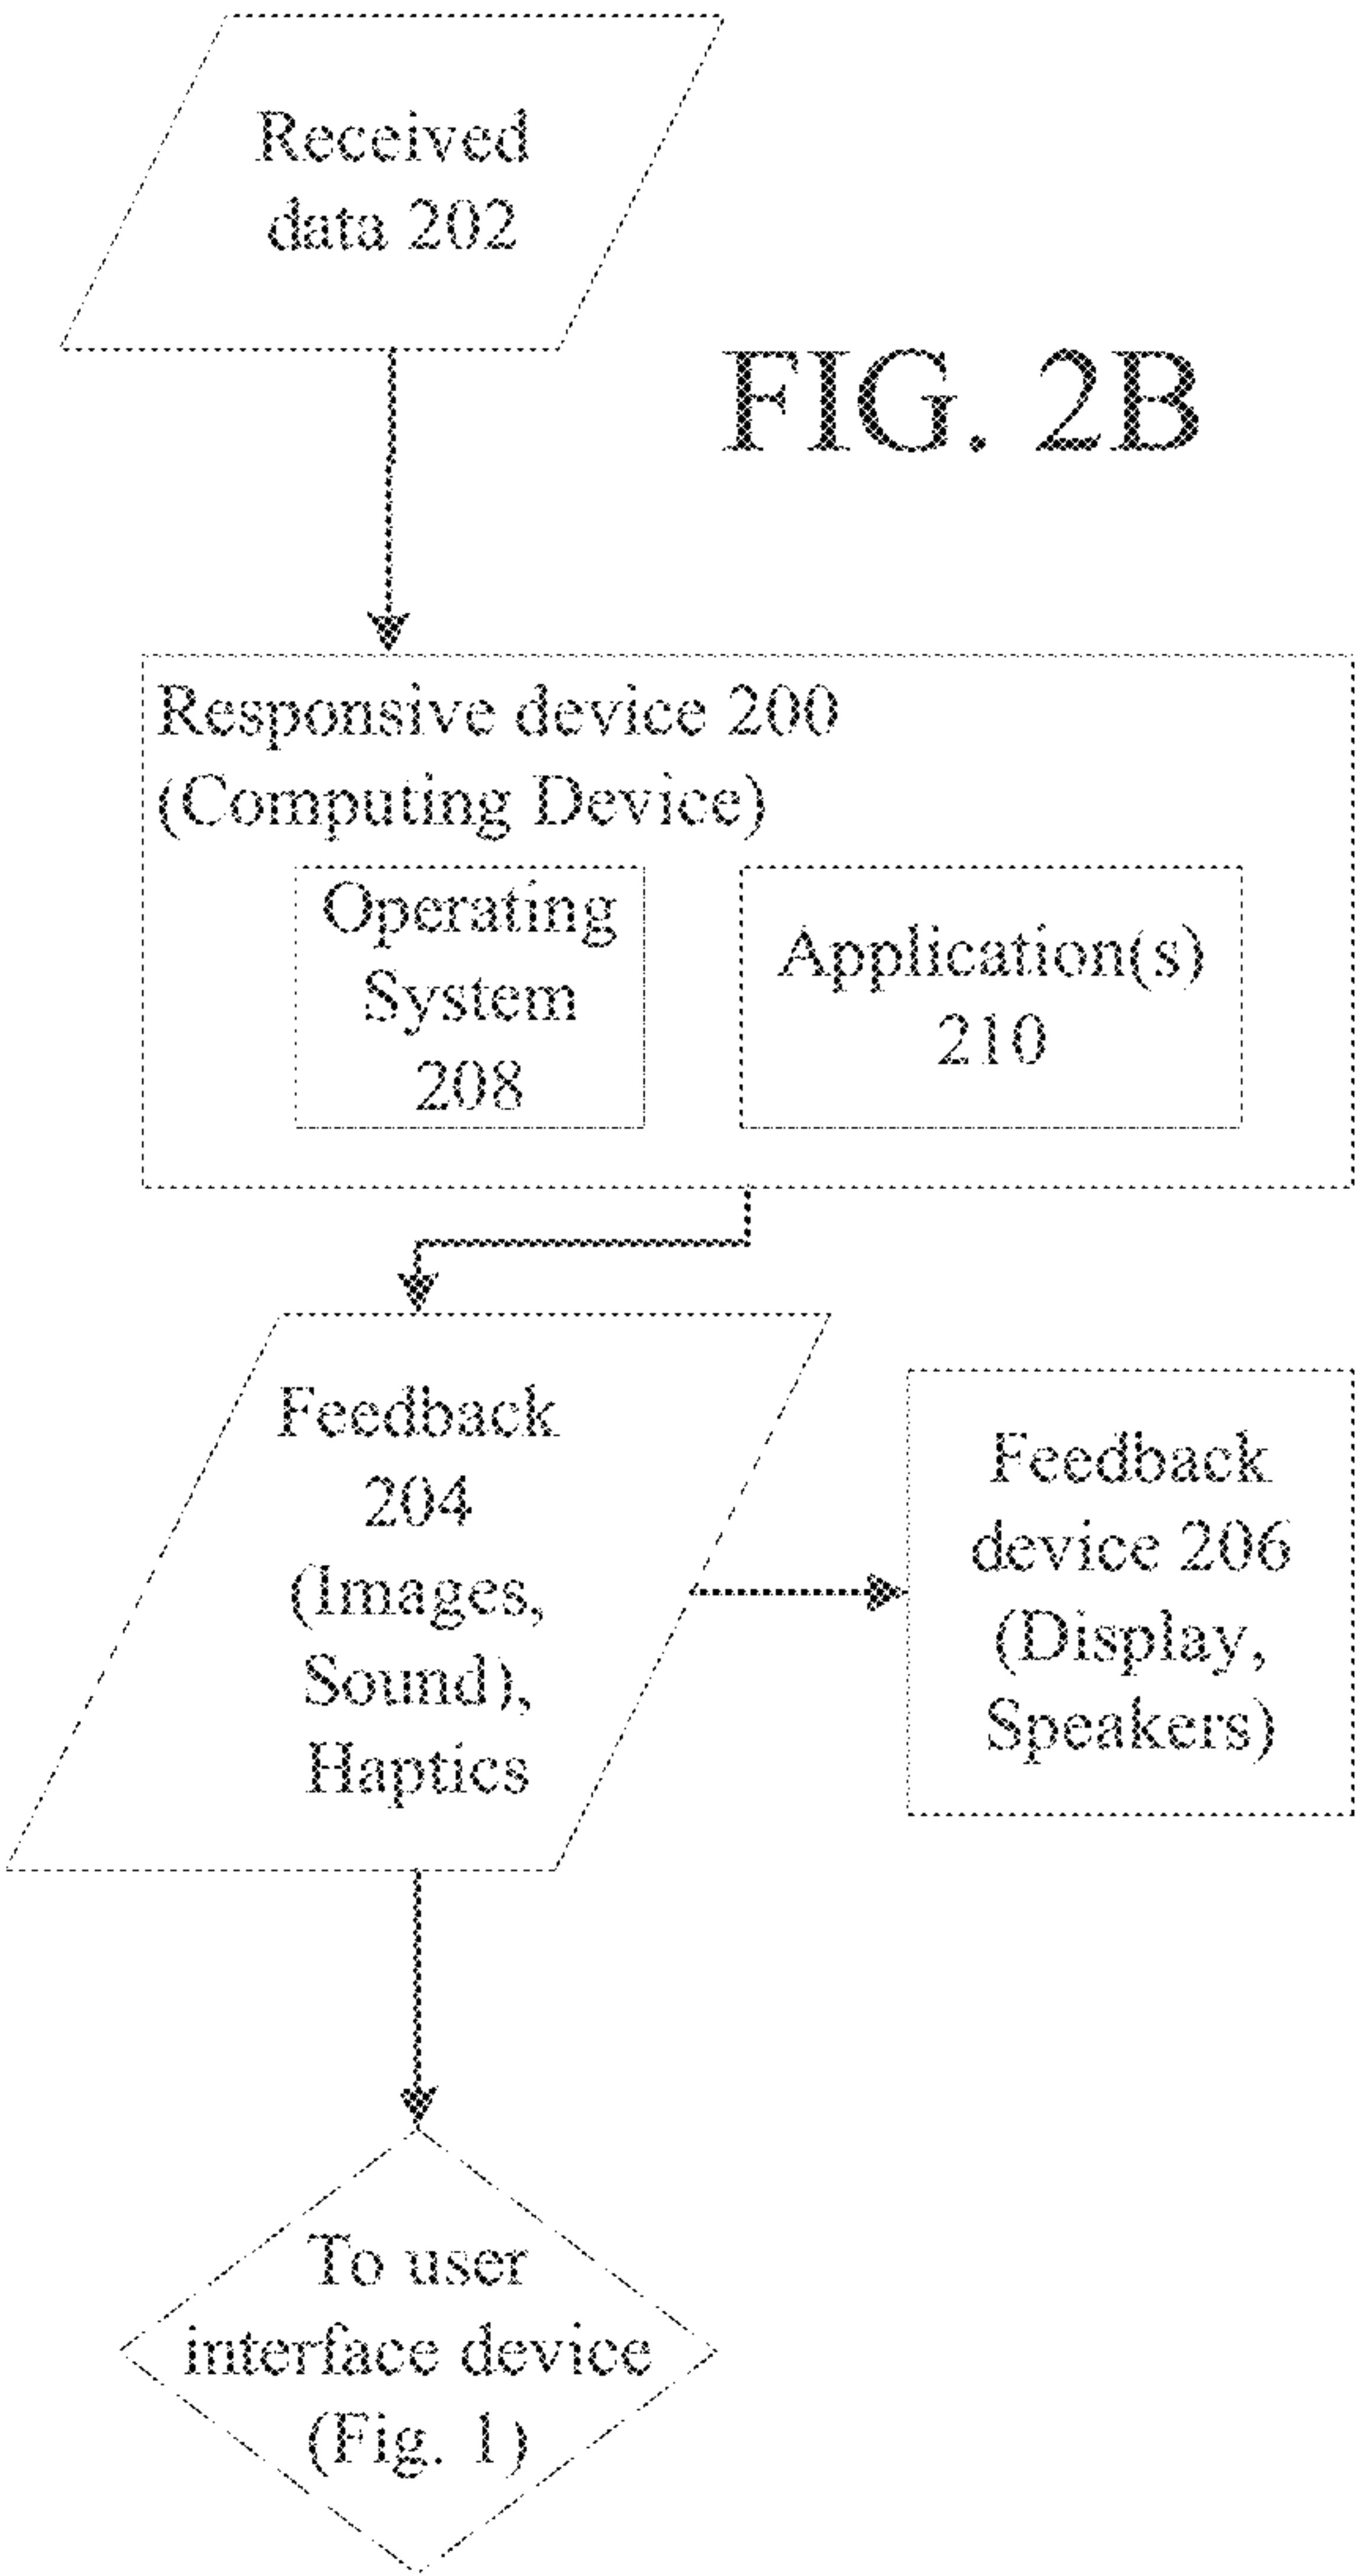 Received
data 202
FIG. 2B
Responsive device 200
(Computing Device)
Operating
System
208
Application(s)
210
Feedback
204
(Images,
Sound),
Haptics
Feedback
device 206
(Display,
Speakers)
To user
interface device
(Fig. 1)